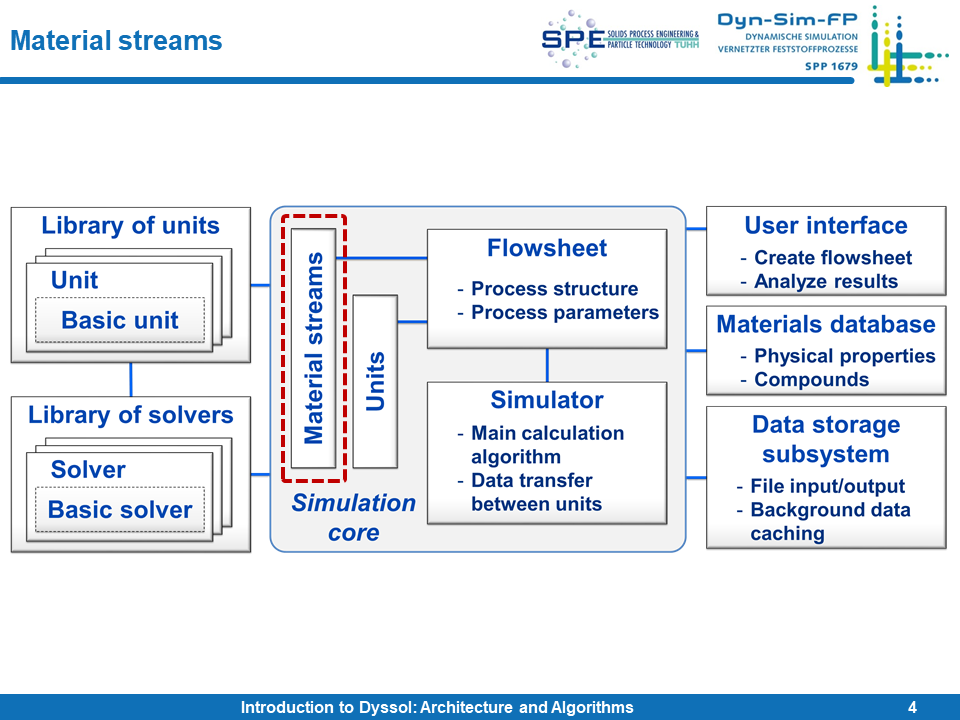 Material streams
SPE SOLIDS PROCESS ENGINEERING &
PARTICLE TECHNOLOGY TUHH
Dyn-Sim-FP
DYNAMISCHE SIMULATION
VERNETZTER FESTSTOFFPROZESSE
SPP 1679
Library of units
Unit
Basic unit
Library of solvers
Solver
Basic solver
Material streams
Units
Simulation
core
Flowsheet
- Process structure
- Process parameters
Simulator
- Main calculation
algorithm
- Data transfer
between units
User interface
- Create flowsheet
- Analyze results
Materials database
- Physical properties
- Compounds
Data storage
subsystem
- File input/output
- Background data
caching
Introduction to Dyssol: Architecture and Algorithms
4